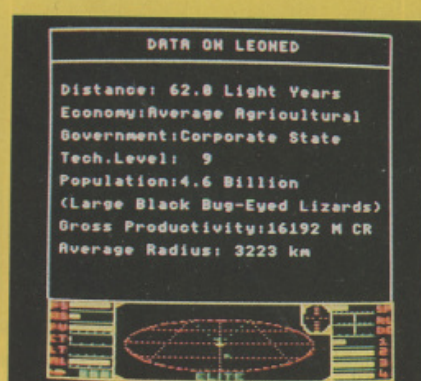 DATA ON LEONED
Distance: 62.0 Light Years
Economy:Average Agricultural
Government:Corporate State
Tech.Level: 9
Population:4.6 Billion
(Large Black Bug-Eyed Lizards)
Gross Productivity:16192 M CR
Average Radius: 3223 km
ELITE